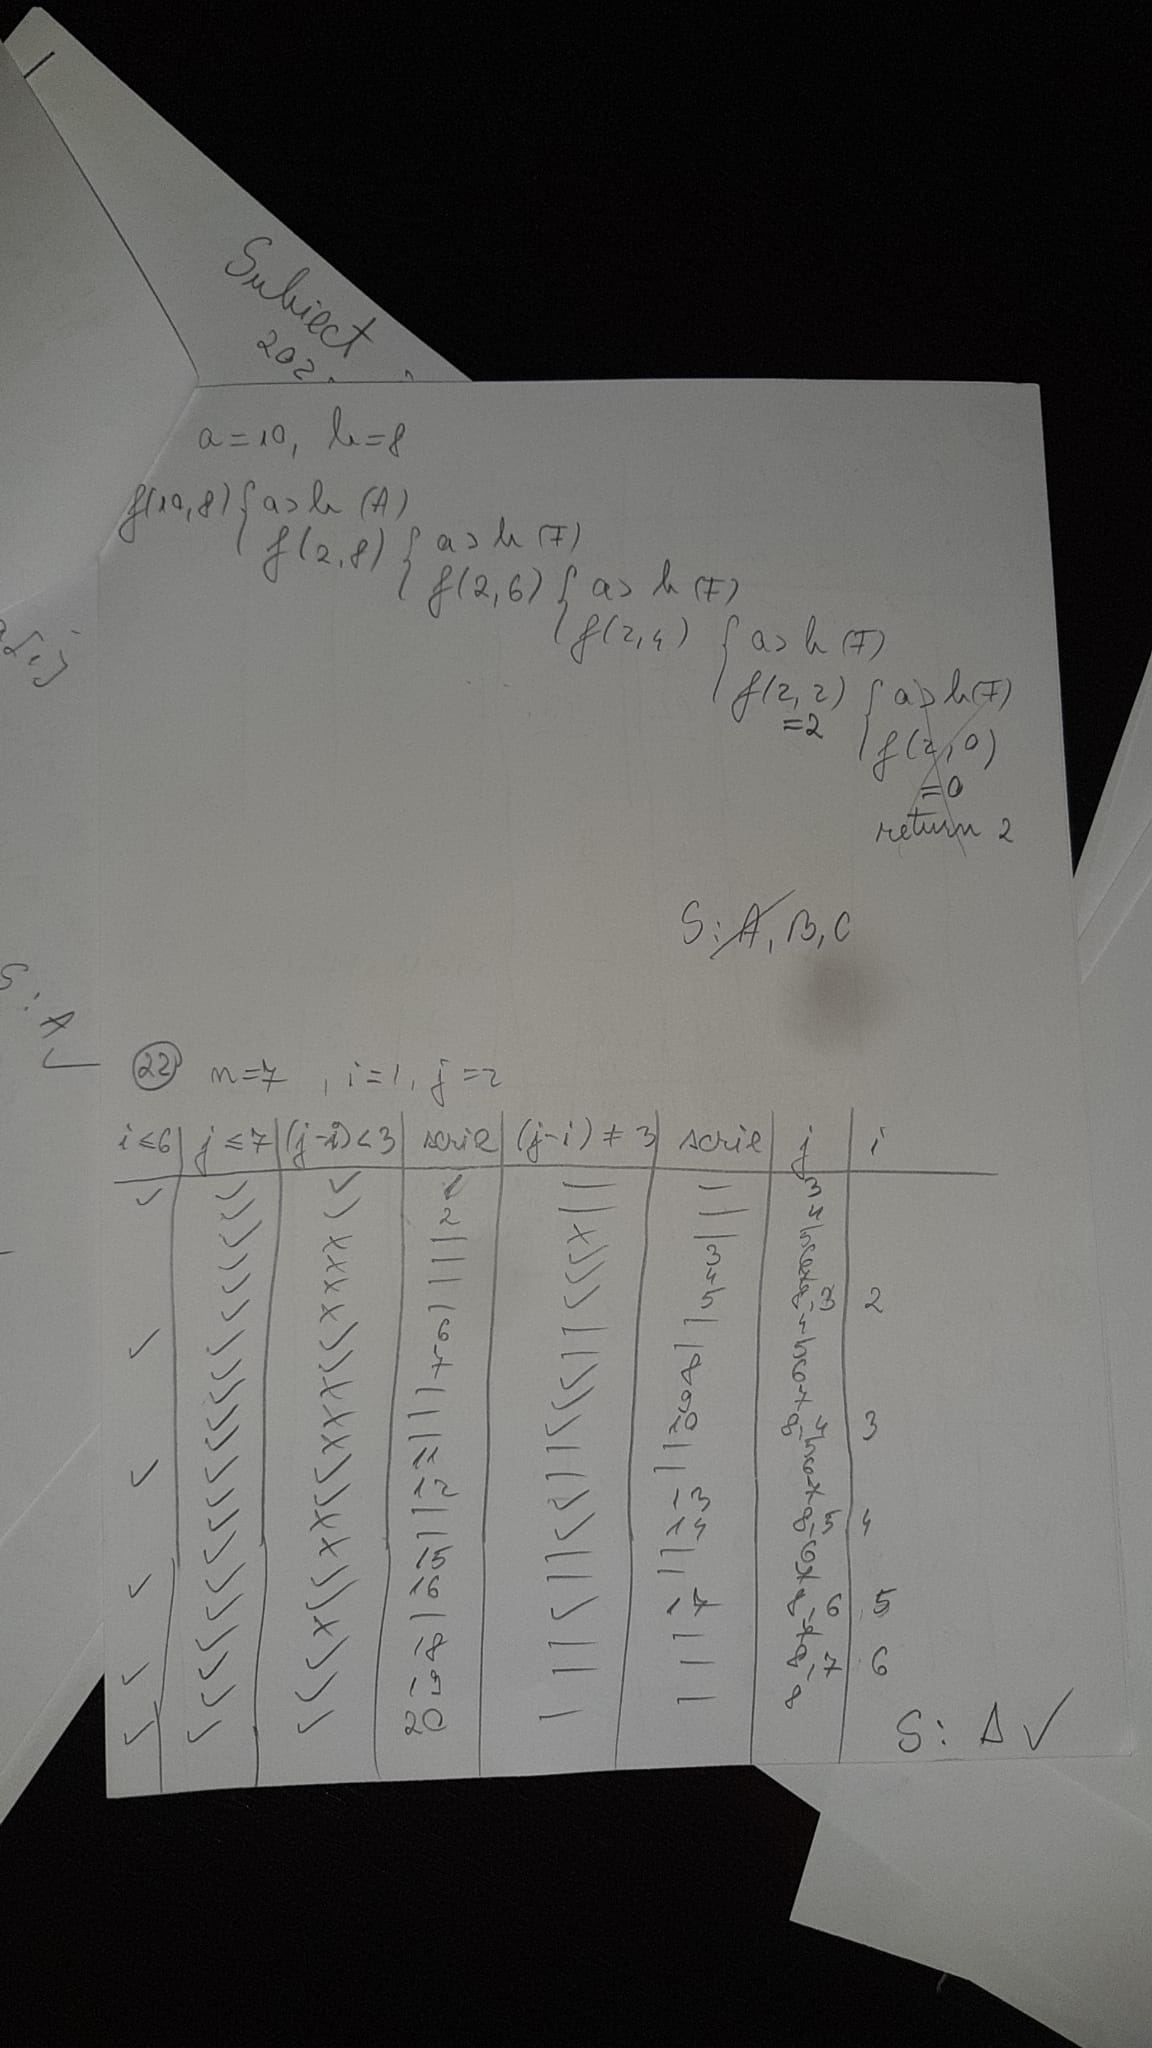 Subiect
202
a=10, b=8
f(10,8) { a>b (A)
f(2,8) { a>b (F)
f(2,6) { a>b (F)
f(2,4) { a>b (F)
f(2,2) { a>b (F)
=2
f(2,0)
=0
return 2
S: A, B, C
S: A
22 n=7, i=1, j=2
i≤6 | j≤7 | (j-i)<3 | scrie | (j-i)≠3 | scrie | j | i
✓ ✓ ✓ 1 | | 3
✓ ✓ 2 | | 4
✓ x | x | 5
✓ x | ✓ 3 6
✓ x | ✓ 4 7
✓ x | ✓ 5 8, 3 2
✓ ✓ ✓ 6 | | 4
✓ ✓ 7 | | 5
✓ x | ✓ 8 6
✓ x | ✓ 9 7
✓ x | ✓ 10 8, 4 3
✓ ✓ ✓ 11 | | 5
✓ ✓ 12 | | 6
✓ x | ✓ 13 7
✓ x | ✓ 14 8, 5 4
✓ ✓ ✓ 15 | | 6
✓ ✓ 16 | | 7
✓ x | ✓ 17 8, 6 5
✓ ✓ ✓ 18 | | 7
✓ ✓ 19 | | 8, 7 6
✓ ✓ ✓ 20 | | 8
S: A ✓